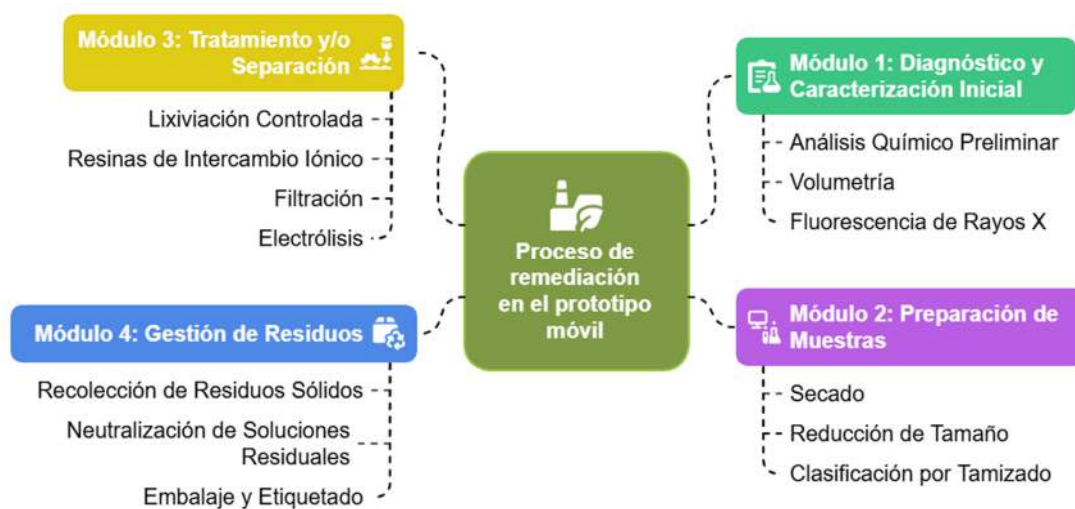 Módulo 3: Tratamiento y/o
Separación
Lixiviación Controlada
Resinas de Intercambio Iónico
Filtración
Electrólisis
Módulo 4: Gestión de Residuos
Recolección de Residuos Sólidos
Neutralización de Soluciones
Residuales
Embalaje y Etiquetado
Proceso de
remediación
en el prototipo
móvil
Módulo 1: Diagnóstico y
Caracterización Inicial
Análisis Químico Preliminar
Volumetría
Fluorescencia de Rayos X
Módulo 2: Preparación de
Muestras
Secado
Reducción de Tamaño
Clasificación por Tamizado